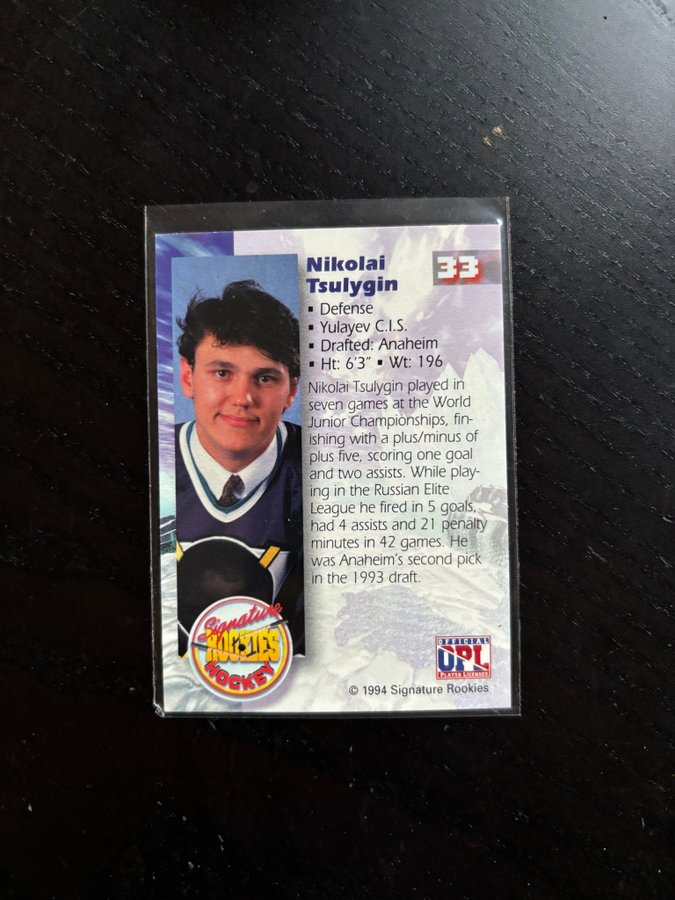 Nikolai
Tsulygin
33
▪ Defense
▪ Yulayev C.I.S.
▪ Drafted: Anaheim
▪ Ht: 6'3" ▪ Wt: 196
Nikolai Tsulygin played in
seven games at the World
Junior Championships, fin-
ishing with a plus/minus of
plus five, scoring one goal
and two assists. While play-
ing in the Russian Elite
League he fired in 5 goals,
had 4 assists and 21 penalty
minutes in 42 games. He
was Anaheim's second pick
in the 1993 draft.
Signature
ROOKIES
HOCKEY
OFFICIAL
OPL
PLAYER LICENSED
© 1994 Signature Rookies